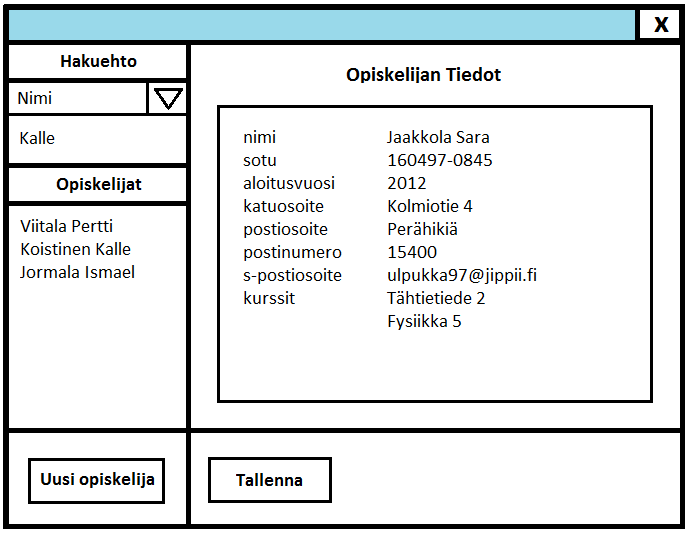 X
Hakuehto
Nimi
Kalle
Opiskelijat
Viitala Pertti
Koistinen Kalle
Jormala Ismael
Uusi opiskelija
Opiskelijan Tiedot
nimi Jaakkola Sara
sotu 160497-0845
aloitusvuosi 2012
katuosoite Kolmiotie 4
postiosoite Perähikiä
postinumero 15400
s-postiosoite ulpukka97@jippii.fi
kurssit Tähtietiede 2
Fysiikka 5
Tallenna